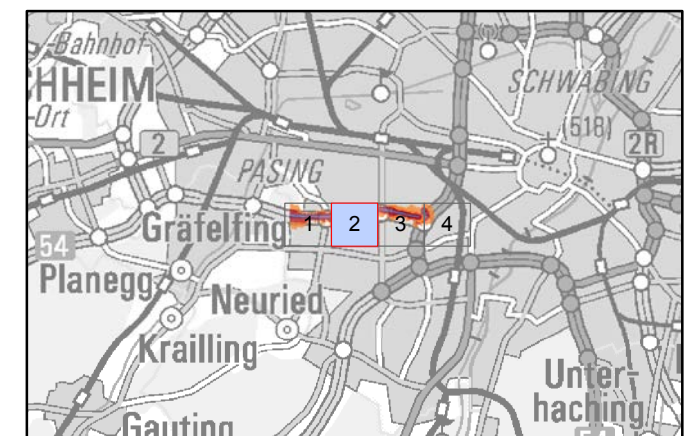 -Bahnhof-
CHHEIM
-Ort
SCHWABING
(518)
2
2R
PASING
Gräfelfing
1
2
3
4
54
Planegg
Neuried
Krailling
Unter-
haching
Gauting